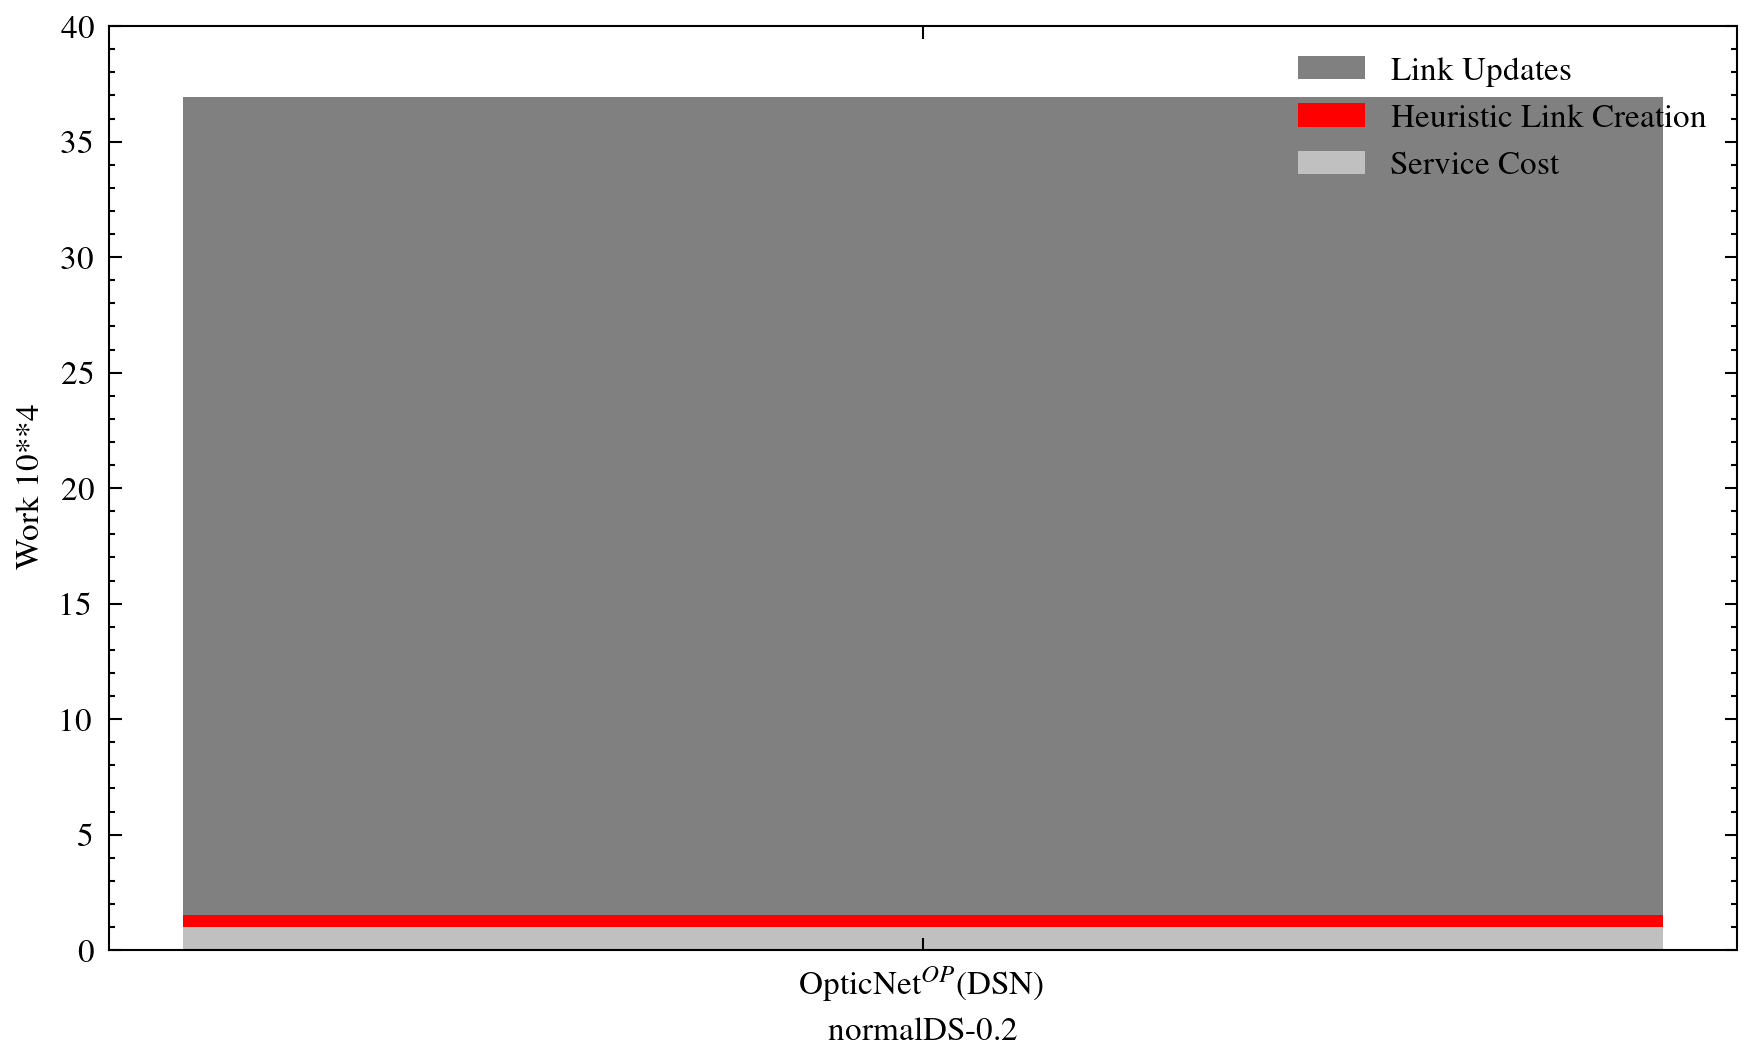 40
35
30
25
20
15
10
5
0
Work 10**4
Link Updates
Heuristic Link Creation
Service Cost
OpticNet^{OP}(DSN)
normalDS-0.2